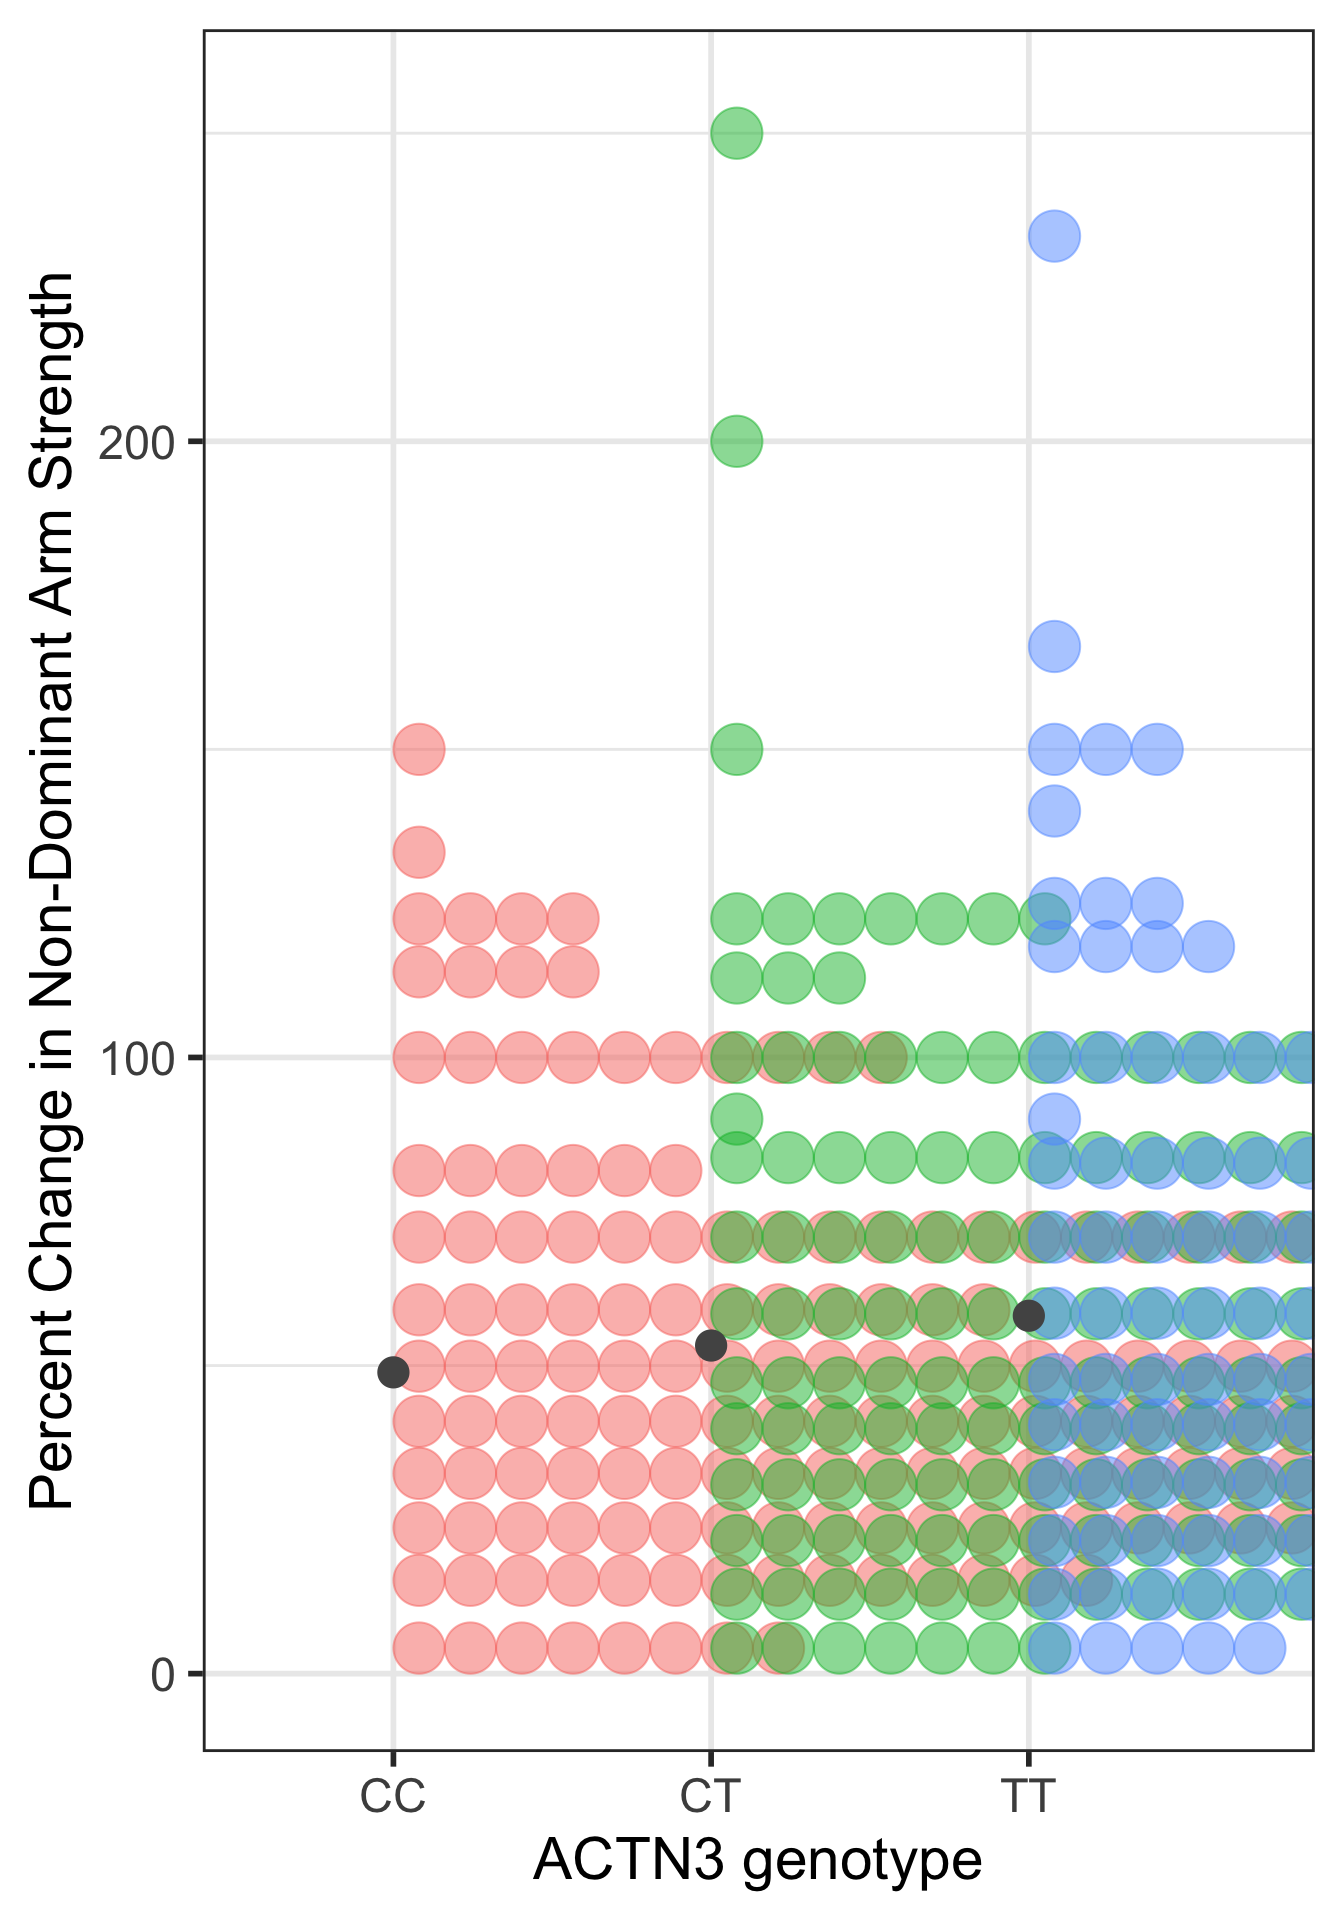 Percent Change in Non-Dominant Arm Strength
200
100
0
CC CT TT
ACTN3 genotype